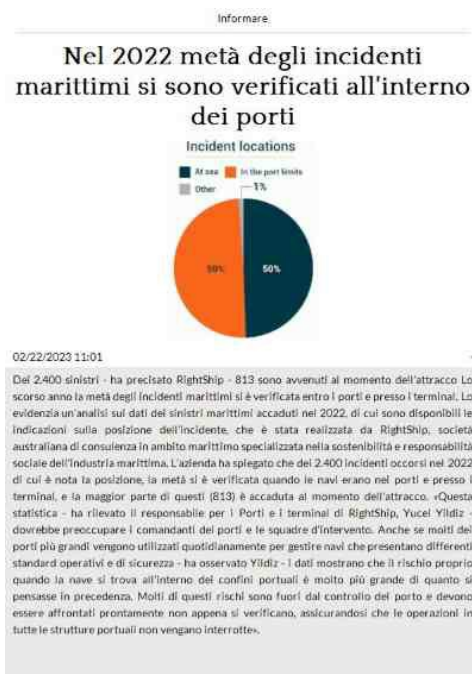 Informare
Nel 2022 metà degli incidenti
marittimi si sono verificati all'interno
dei porti
Incident locations
At sea In the port limits
Other 1%
50% 50%
02/22/2023 11:01
Dei 2.400 sinistri - ha precisato RightShip - 813 sono avvenuti al momento dell'attracco Lo
scorso anno la metà degli incidenti marittimi si è verificata entro i porti e presso i terminal. Lo
evidenzia un'analisi sui dati dei sinistri marittimi accaduti nel 2022, di cui sono disponibili le
indicazioni sulla posizione dell'incidente, che è stata realizzata da RightShip, società
australiana di consulenza in ambito marittimo specializzata nella sostenibilità e responsabilità
sociale dell'industria marittima. L'azienda ha spiegato che dei 2.400 incidenti occorsi nel 2022
di cui è nota la posizione, la metà si è verificata quando le navi erano nei porti e presso i
terminal, e la maggior parte di questi (813) è accaduta al momento dell'attracco. «Questa
statistica - ha rilevato il responsabile per i Porti e i terminal di RightShip, Yucel Yildiz -
dovrebbe preoccupare i comandanti dei porti e le squadre d'intervento. Anche se molti dei
porti più grandi vengono utilizzati quotidianamente per gestire navi che presentano differenti
standard operativi e di sicurezza - ha osservato Yildiz - i dati mostrano che il rischio proprio
quando la nave si trova all'interno dei confini portuali è molto più grande di quanto si
pensasse in precedenza. Molti di questi rischi sono fuori dal controllo del porto e devono
essere affrontati prontamente non appena si verificano, assicurandosi che le operazioni in
tutte le strutture portuali non vengano interrotte».